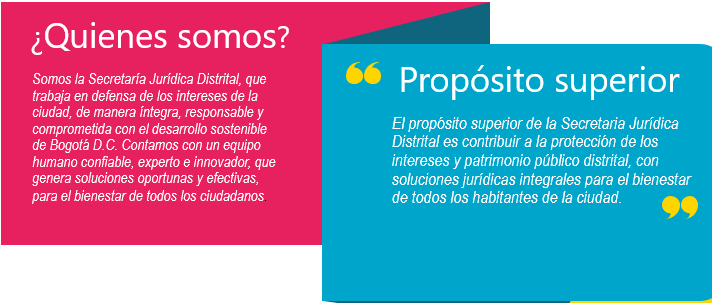 ¿Quienes somos?
Somos la Secretaría Jurídica Distrital, que
trabaja en defensa de los intereses de la
ciudad, de manera íntegra, responsable y
comprometida con el desarrollo sostenible
de Bogotá D.C. Contamos con un equipo
humano confiable, experto e innovador, que
genera soluciones oportunas y efectivas,
para el bienestar de todos los ciudadanos.
“ Propósito superior
El propósito superior de la Secretaria Jurídica
Distrital es contribuir a la protección de los
intereses y patrimonio público distrital, con
soluciones jurídicas integrales para el bienestar
de todos los habitantes de la ciudad.
”